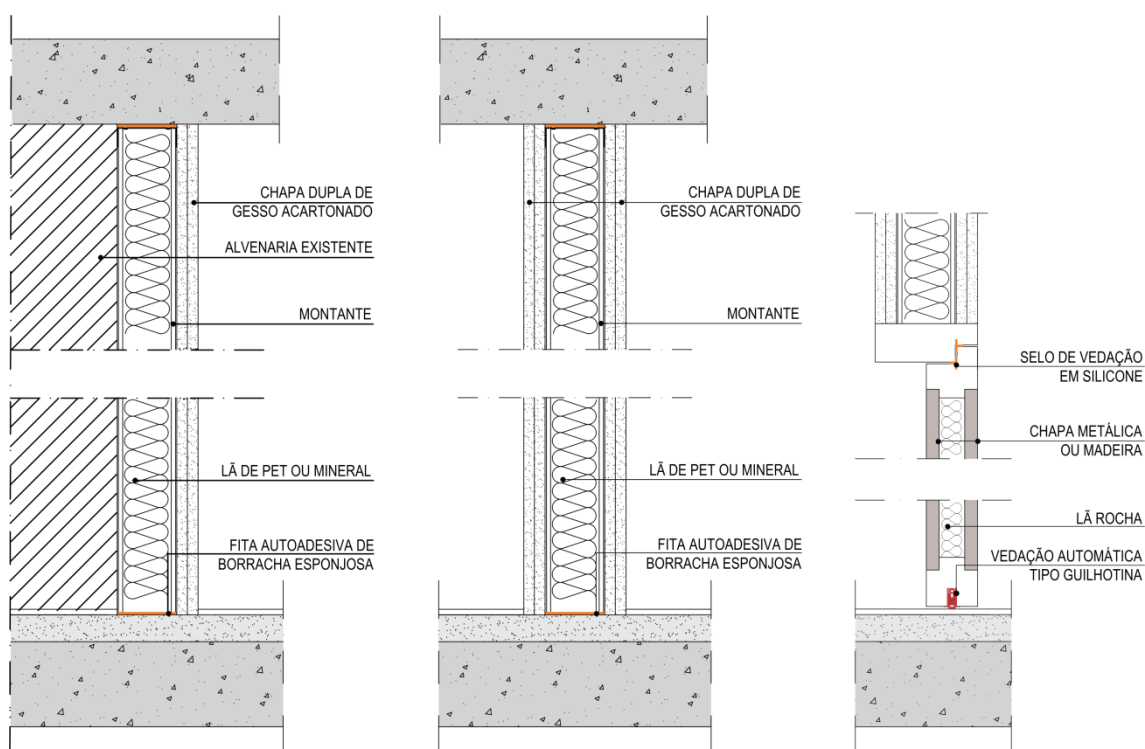 CHAPA DUPLA DE
GESSO ACARTONADO
ALVENARIA EXISTENTE
MONTANTE
LÃ DE PET OU MINERAL
FITA AUTOADESIVA DE
BORRACHA ESPONJOSA
CHAPA DUPLA DE
GESSO ACARTONADO
MONTANTE
LÃ DE PET OU MINERAL
FITA AUTOADESIVA DE
BORRACHA ESPONJOSA
SELO DE VEDAÇÃO
EM SILICONE
CHAPA METÁLICA
OU MADEIRA
LÃ ROCHA
VEDAÇÃO AUTOMÁTICA
TIPO GUILHOTINA